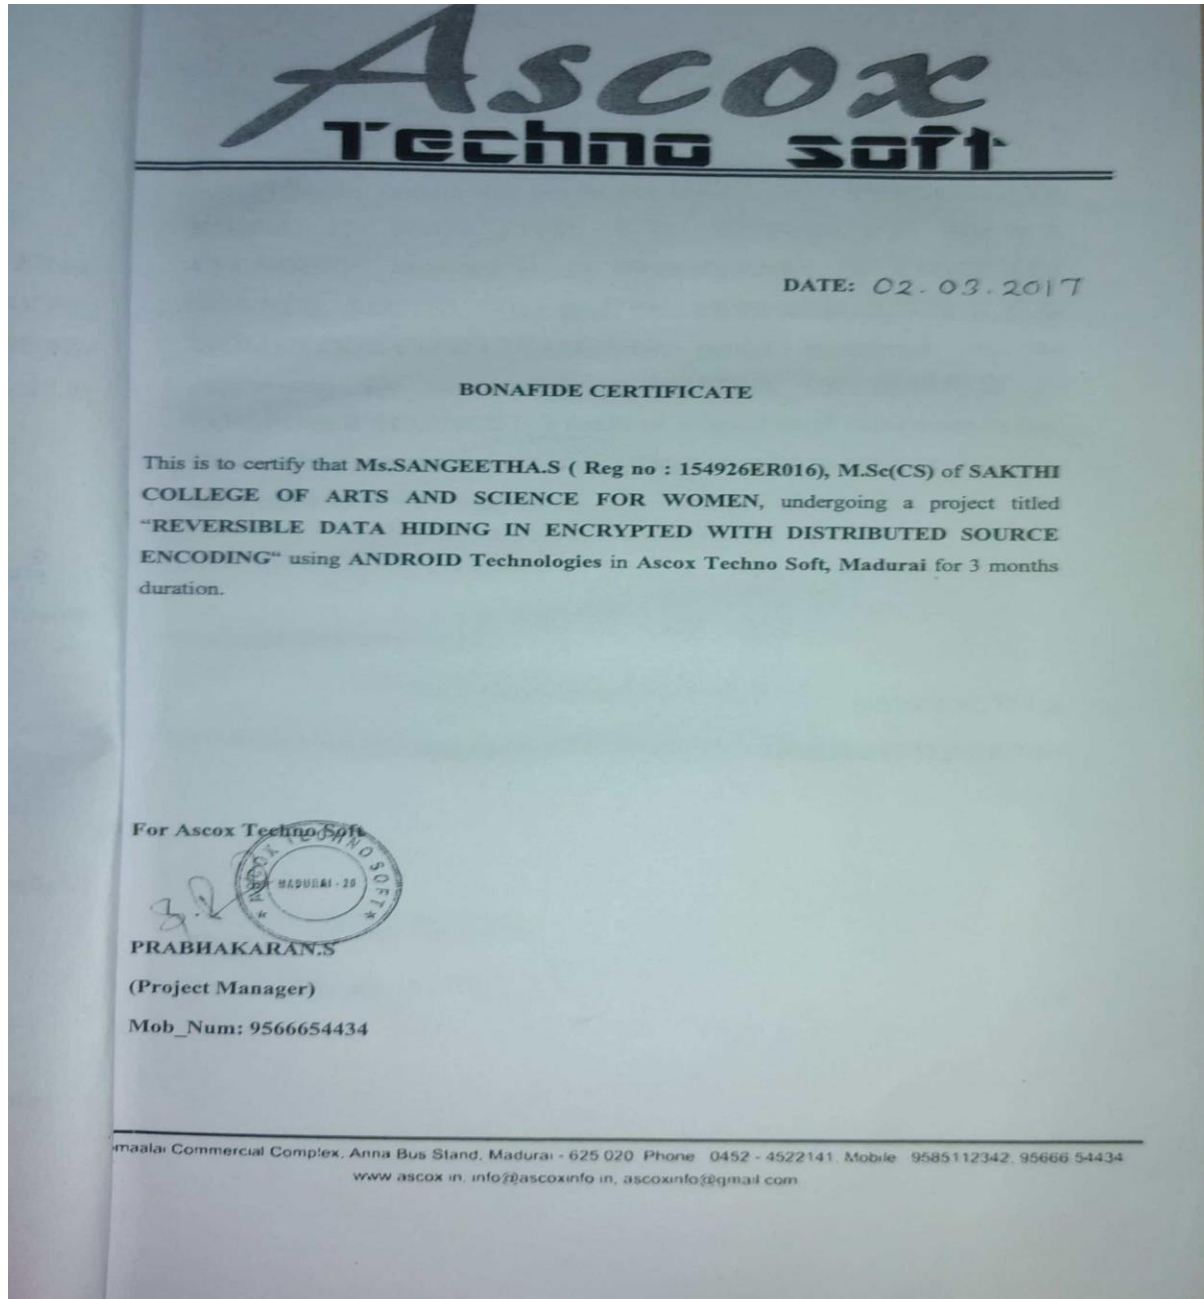 Ascox
Techno soft
DATE: 02.03.2017
BONAFIDE CERTIFICATE
This is to certify that Ms.SANGEETHA.S ( Reg no : 154926ER016), M.Sc(CS) of SAKTHI
COLLEGE OF ARTS AND SCIENCE FOR WOMEN, undergoing a project titled
“REVERSIBLE DATA HIDING IN ENCRYPTED WITH DISTRIBUTED SOURCE
ENCODING“ using ANDROID Technologies in Ascox Techno Soft, Madurai for 3 months
duration.
For Ascox Techno Soft
ASCOX TECHNOSOFT
MADURAI - 20
PRABHAKARAN.S
(Project Manager)
Mob_Num: 9566654434
maalai Commercial Complex, Anna Bus Stand, Madurai - 625 020 Phone 0452 - 4522141, Mobile 9585112342, 95666 54434
www ascox in, info@ascoxinfo in, ascoxinfo@gmail com